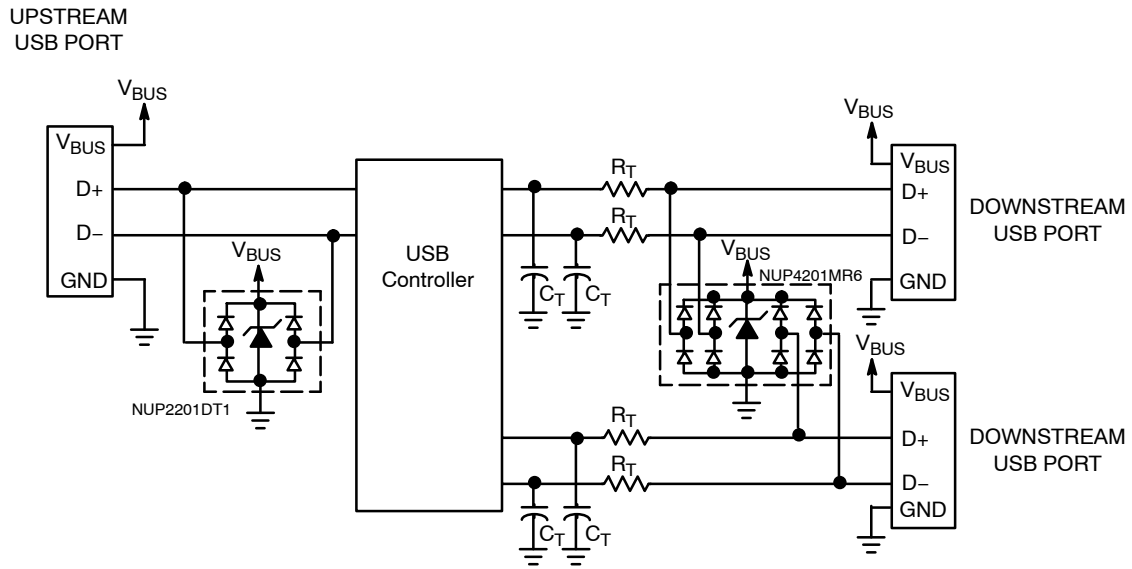 UPSTREAM
USB PORT
VBUS
VBUS
D+
D−
GND
VBUS
NUP2201DT1
USB
Controller
RT
RT
CT
CT
VBUS
NUP4201MR6
VBUS
VBUS
D+
D−
GND
DOWNSTREAM
USB PORT
RT
RT
CT
CT
VBUS
VBUS
D+
D−
GND
DOWNSTREAM
USB PORT